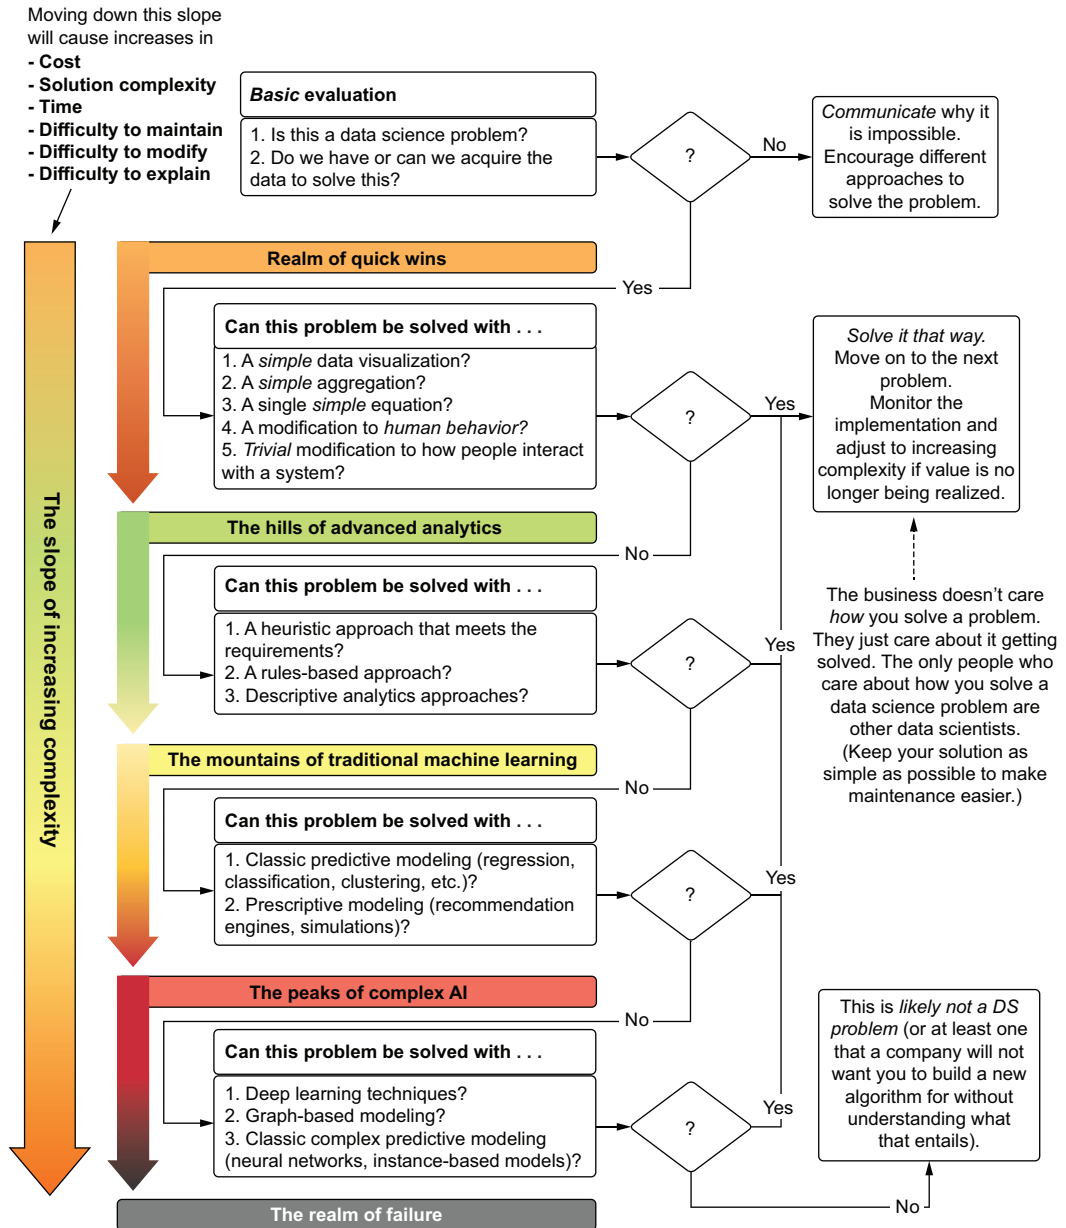 Moving down this slope
will cause increases in
- Cost
- Solution complexity
- Time
- Difficulty to maintain
- Difficulty to modify
- Difficulty to explain
Basic evaluation
1. Is this a data science problem?
2. Do we have or can we acquire the
data to solve this?
?
No
Communicate why it
is impossible.
Encourage different
approaches to
solve the problem.
The slope of increasing complexity
Realm of quick wins
Yes
Can this problem be solved with . . .
1. A simple data visualization?
2. A simple aggregation?
3. A single simple equation?
4. A modification to human behavior?
5. Trivial modification to how people interact
with a system?
?
Yes
Solve it that way.
Move on to the next
problem.
Monitor the
implementation and
adjust to increasing
complexity if value is no
longer being realized.
The business doesn’t care
how you solve a problem.
They just care about it getting
solved. The only people who
care about how you solve a
data science problem are
other data scientists.
(Keep your solution as
simple as possible to make
maintenance easier.)
The hills of advanced analytics
No
Can this problem be solved with . . .
1. A heuristic approach that meets the
requirements?
2. A rules-based approach?
3. Descriptive analytics approaches?
?
Yes
The mountains of traditional machine learning
No
Can this problem be solved with . . .
1. Classic predictive modeling (regression,
classification, clustering, etc.)?
2. Prescriptive modeling (recommendation
engines, simulations)?
?
Yes
The peaks of complex AI
No
Can this problem be solved with . . .
1. Deep learning techniques?
2. Graph-based modeling?
3. Classic complex predictive modeling
(neural networks, instance-based models)?
?
Yes
This is likely not a DS
problem (or at least one
that a company will not
want you to build a new
algorithm for without
understanding what
that entails).
No
The realm of failure